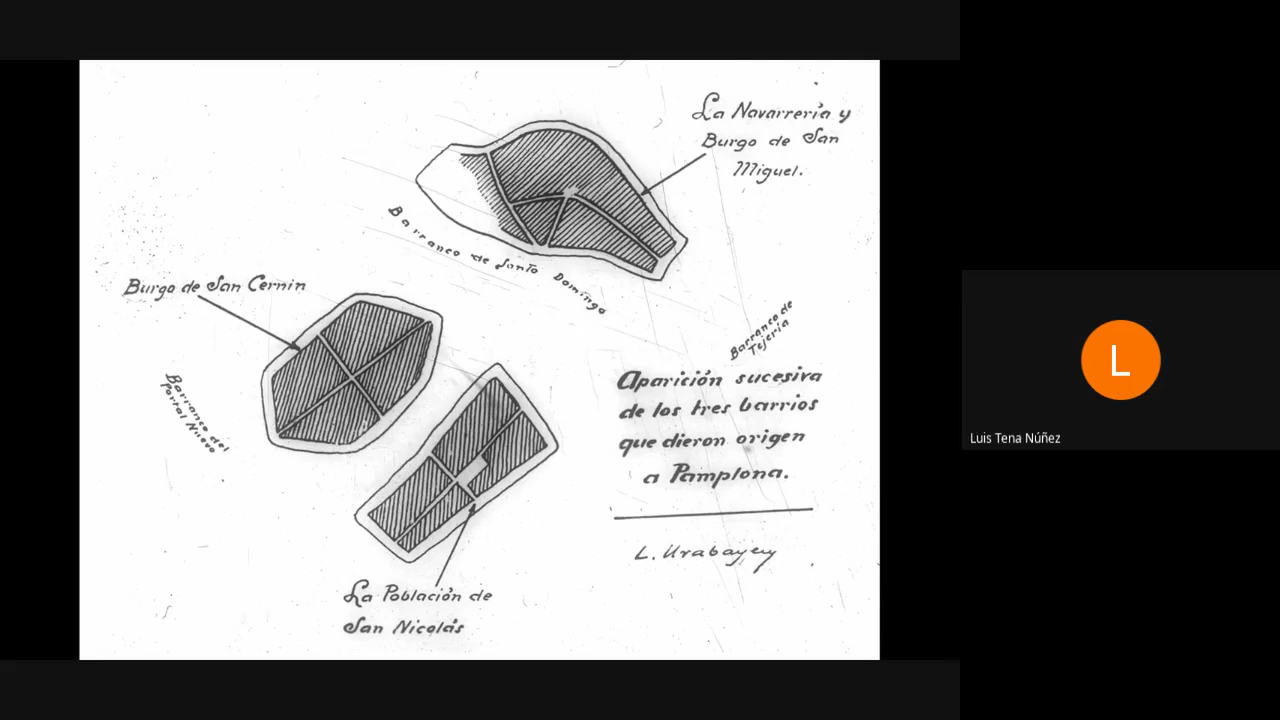 La Navarrería y
Burgo de San
Miguel.
Barranco de Santo Domingo
Burgo de San Cernin
Barranco de
Tejería
Barranco del
Portal Nuevo
Aparición sucesiva
de los tres barrios
que dieron origen
a Pamplona.
L. Urabayen
La Población de
San Nicolás
L
Luis Tena Núñez